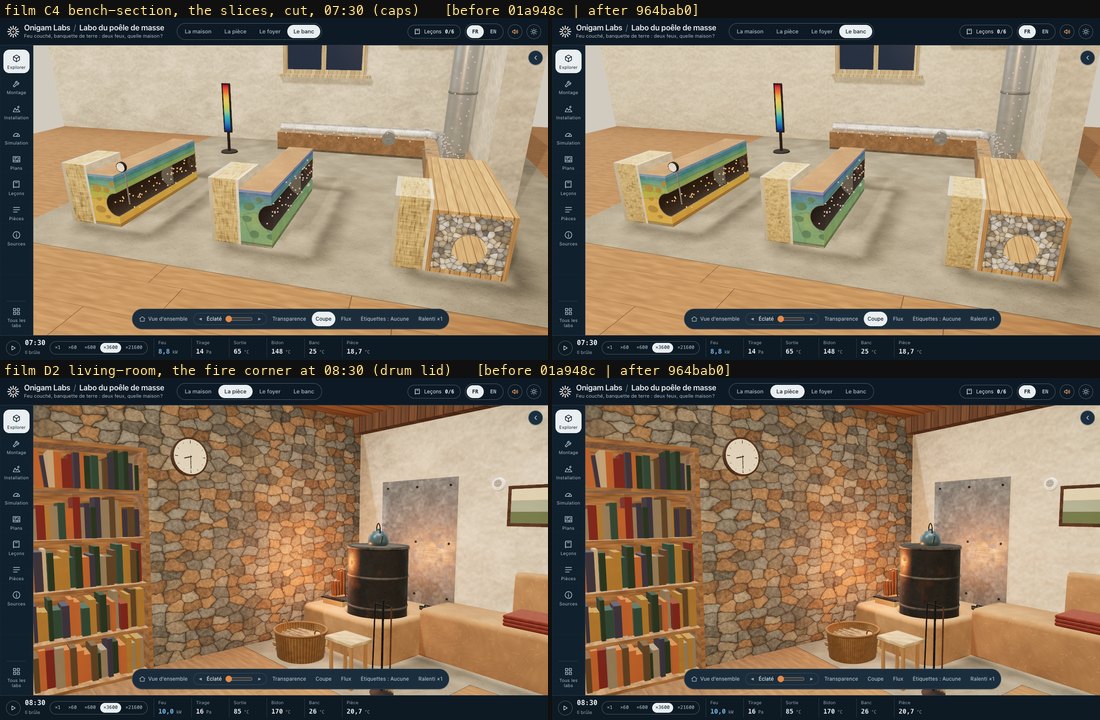 film C4 bench-section, the slices, cut, 07:30 (caps) [before 01a948c | after 964bab0]
Origam Labs / Labo du poêle de masse
Feu couché, banquette de terre : deux feux, quelle maison?
La maison La pièce Le foyer Le banc
Leçons 0/6
FR EN
Origam Labs / Labo du poêle de masse
Feu couché, banquette de terre : deux feux, quelle maison?
La maison La pièce Le foyer Le banc
Leçons 0/6
FR EN
Explorer
Montage
Installation
Simulation
Plans
Leçons
Pièces
Sources
Tous les labs
Explorer
Montage
Installation
Simulation
Plans
Leçons
Pièces
Sources
Tous les labs
Vue d'ensemble Éclaté Transparence Coupe Flux Étiquettes : Aucune Ralenti ×1
Vue d'ensemble Éclaté Transparence Coupe Flux Étiquettes : Aucune Ralenti ×1
07:30
Il brûle
×1 ×60 ×600 ×3600 ×21600
Feu 8,8 kW
Tirage 14 Pa
Sortie 65 °C
Bidon 148 °C
Banc 25 °C
Pièce 18,7 °C
07:30
Il brûle
×1 ×60 ×600 ×3600 ×21600
Feu 8,8 kW
Tirage 14 Pa
Sortie 65 °C
Bidon 148 °C
Banc 25 °C
Pièce 18,7 °C
film D2 living-room, the fire corner at 08:30 (drum lid) [before 01a948c | after 964bab0]
Origam Labs / Labo du poêle de masse
Feu couché, banquette de terre : deux feux, quelle maison?
La maison La pièce Le foyer Le banc
Leçons 0/6
FR EN
Origam Labs / Labo du poêle de masse
Feu couché, banquette de terre : deux feux, quelle maison?
La maison La pièce Le foyer Le banc
Leçons 0/6
FR EN
Explorer
Montage
Installation
Simulation
Plans
Leçons
Pièces
Sources
Tous les labs
Explorer
Montage
Installation
Simulation
Plans
Leçons
Pièces
Sources
Tous les labs
Vue d'ensemble Éclaté Transparence Coupe Flux Étiquettes : Aucune Ralenti ×1
Vue d'ensemble Éclaté Transparence Coupe Flux Étiquettes : Aucune Ralenti ×1
08:30
Il brûle
×1 ×60 ×600 ×3600 ×21600
Feu 10,0 kW
Tirage 16 Pa
Sortie 85 °C
Bidon 170 °C
Banc 26 °C
Pièce 20,7 °C
08:30
Il brûle
×1 ×60 ×600 ×3600 ×21600
Feu 10,0 kW
Tirage 16 Pa
Sortie 85 °C
Bidon 170 °C
Banc 26 °C
Pièce 20,7 °C